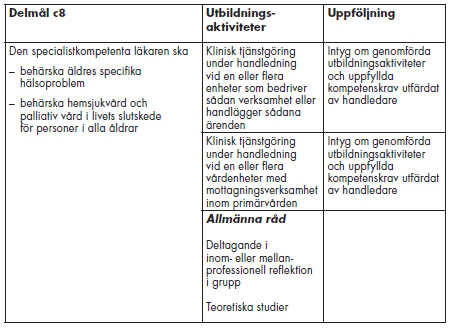 Delmål c8
Utbildnings-
aktiviteter
Uppföljning
Den specialistkompetenta läkaren ska
– behärska äldres specifika
hälsoproblem
– behärska hemsjukvård och
palliativ vård i livets slutskede
för personer i alla åldrar
Klinisk tjänstgöring
under handledning
vid en eller flera
enheter som bedriver
sådan verksamhet eller
handlägger sådana
ärenden
Intyg om genomförda
utbildningsaktiviteter
och uppfyllda
kompetenskrav utfärdat
av handledare
Klinisk tjänstgöring
under handledning
vid en eller flera
vårdenheter med
mottagningsverksamhet
inom primärvården
Intyg om genomförda
utbildningsaktiviteter
och uppfyllda
kompetenskrav utfärdat
av handledare
Allmänna råd
Deltagande i
inom- eller mellan-
professionell reflektion
i grupp
Teoretiska studier